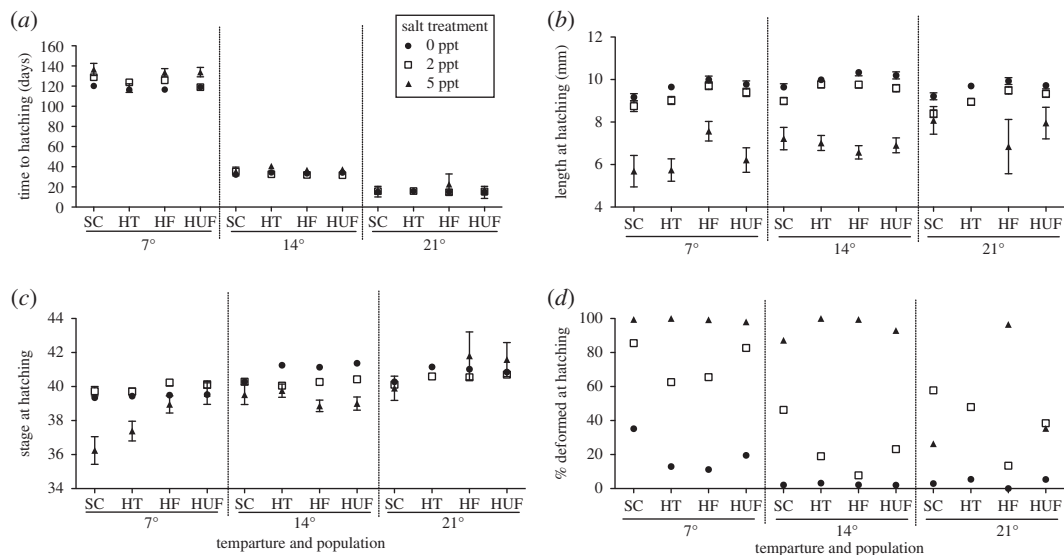 (a)
salt treatment
0 ppt
2 ppt
5 ppt
time to hatching (days)
160
140
120
100
80
60
40
20
0
SC HT HF HUF SC HT HF HUF SC HT HF HUF
7° 14° 21°
(b)
length at hatching (mm)
12
10
8
6
4
SC HT HF HUF SC HT HF HUF SC HT HF HUF
7° 14° 21°
(c)
stage at hatching
44
42
40
38
36
34
SC HT HF HUF SC HT HF HUF SC HT HF HUF
7° 14° 21°
temparture and population
(d)
% deformed at hatching
100
80
60
40
20
0
SC HT HF HUF SC HT HF HUF SC HT HF HUF
7° 14° 21°
temparture and population